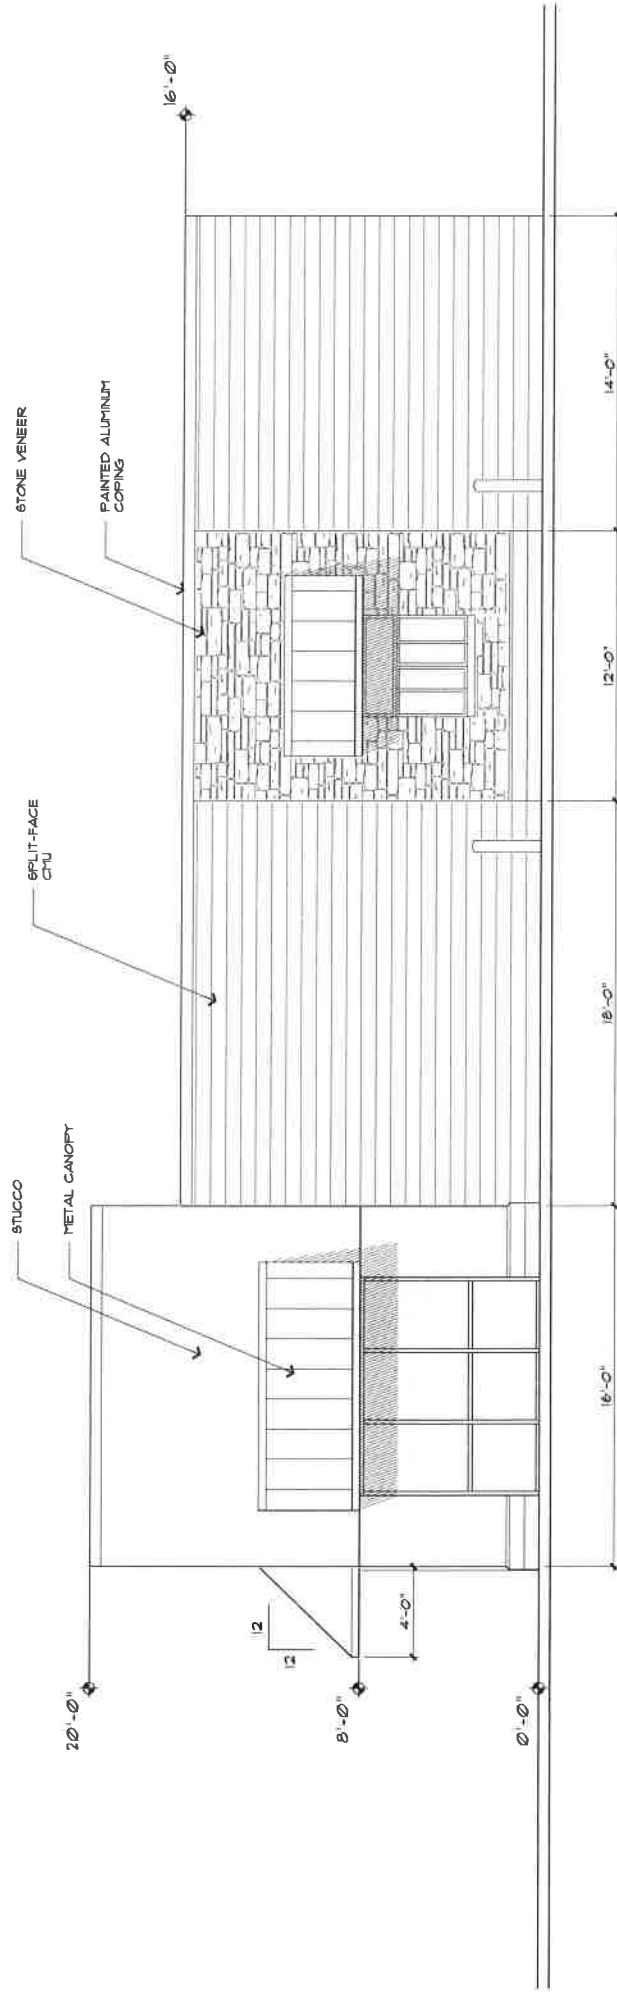 STUCCO
METAL CANOPY
SPLIT-FACE
CMU
STONE VENEER
PAINTED ALUMINUM
COPING
20'-0"
16'-0"
12
12
8'-0"
4'-0"
0'-0"
16'-0"
18'-0"
12'-0"
14'-0"